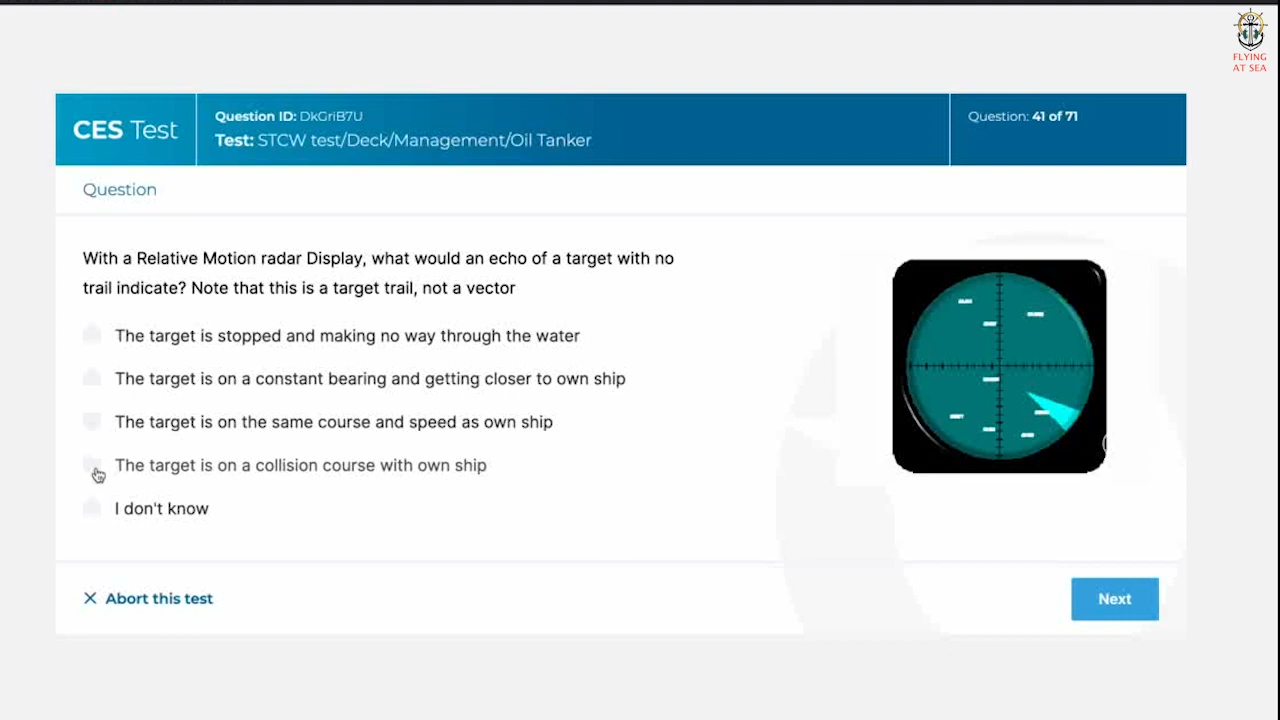 FLYING
AT SEA
CES Test
Question ID: DkGriB7U
Test: STCW test/Deck/Management/Oil Tanker
Question: 41 of 71
Question
With a Relative Motion radar Display, what would an echo of a target with no
trail indicate? Note that this is a target trail, not a vector
The target is stopped and making no way through the water
The target is on a constant bearing and getting closer to own ship
The target is on the same course and speed as own ship
The target is on a collision course with own ship
I don't know
Abort this test
Next